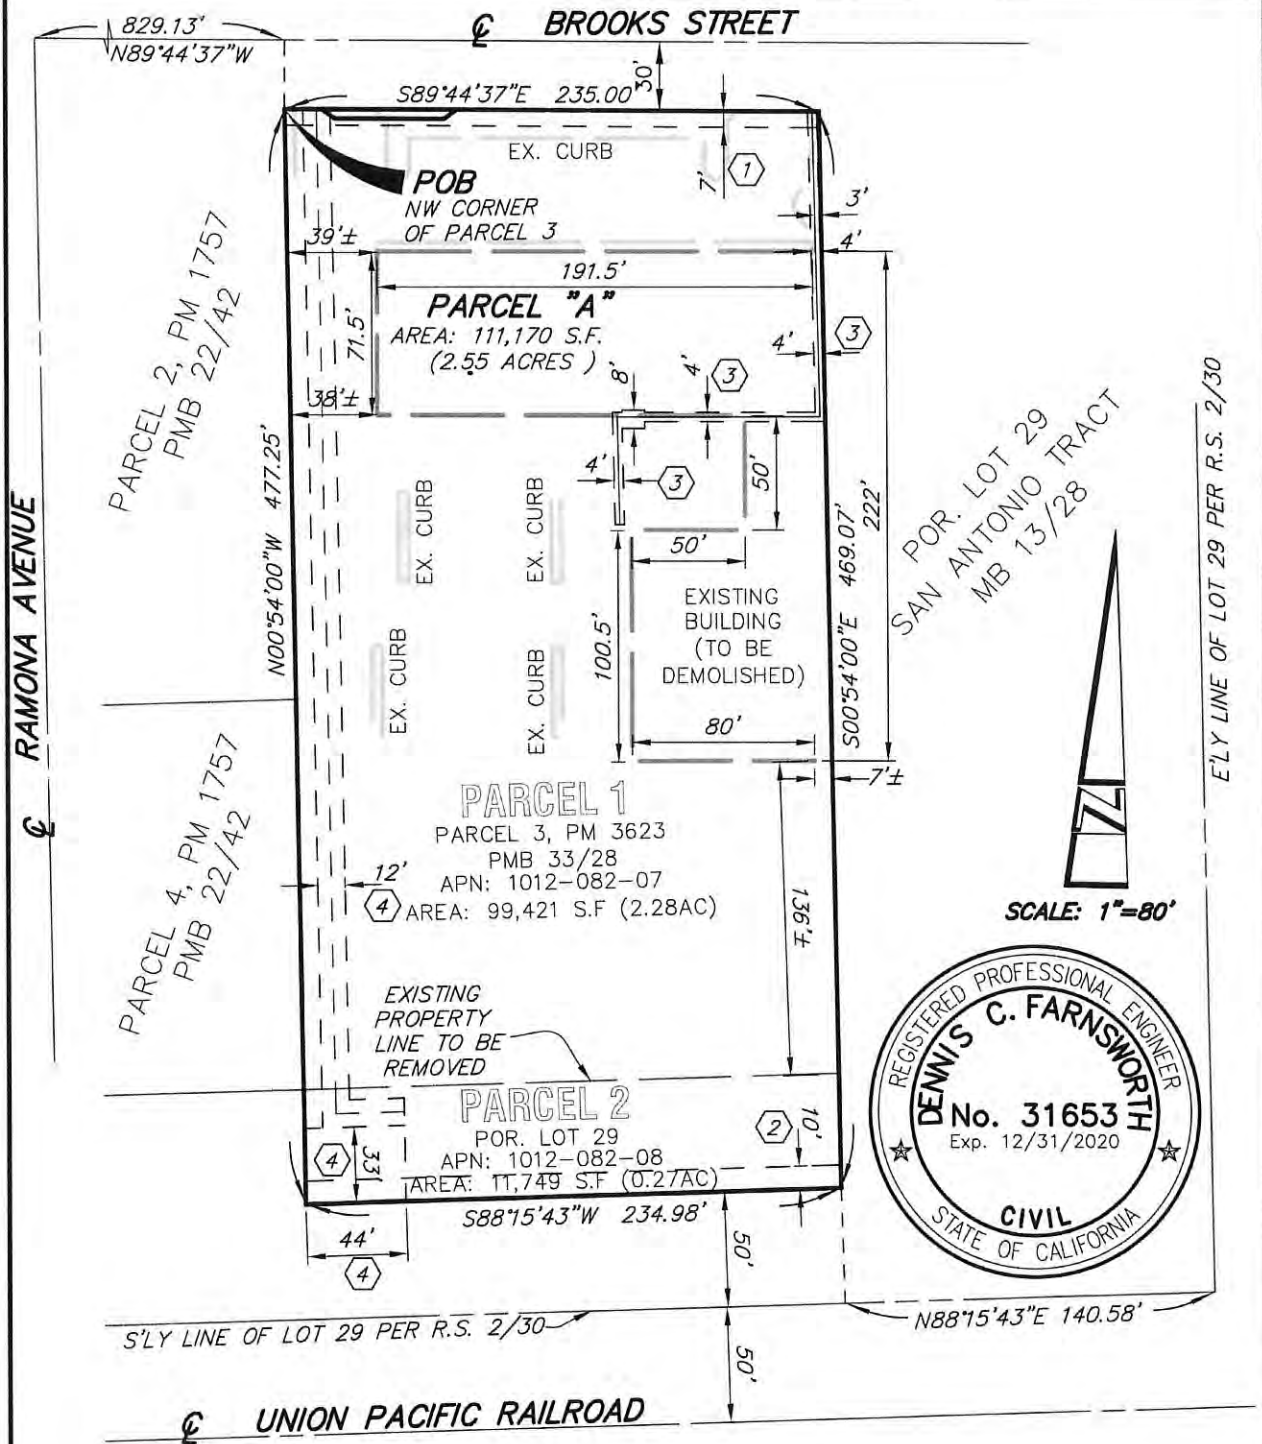 829.13'
N89°44'37"W
℄ BROOKS STREET
30'
S89°44'37"E 235.00'
EX. CURB
7'
1
POB
NW CORNER
OF PARCEL 3
3'
39'±
4'
191.5'
PARCEL "A"
AREA: 111,170 S.F.
(2.55 ACRES )
71.5'
4'
3
8'
4'
3
38'±
PARCEL 2, PM 1757
PMB 22/42
N00°54'00"W 477.25'
℄ RAMONA AVENUE
4'
3
50'
50'
EX. CURB
EX. CURB
EX. CURB
EX. CURB
100.5'
EXISTING
BUILDING
(TO BE
DEMOLISHED)
80'
S00°54'00"E 469.07'
222'
POR. LOT 29
SAN ANTONIO TRACT
MB 13/28
E'LY LINE OF LOT 29 PER R.S. 2/30
7'±
N
SCALE: 1"=80'
PARCEL 1
PARCEL 3, PM 3623
PMB 33/28
APN: 1012-082-07
AREA: 99,421 S.F (2.28AC)
12'
4
136'±
PARCEL 4, PM 1757
PMB 22/42
EXISTING
PROPERTY
LINE TO BE
REMOVED
PARCEL 2
POR. LOT 29
APN: 1012-082-08
AREA: 11,749 S.F (0.27AC)
4
33'
2
10'
S88°15'43"W 234.98'
44'
4
50'
REGISTERED PROFESSIONAL ENGINEER
DENNIS C. FARNSWORTH
No. 31653
Exp. 12/31/2020
CIVIL
STATE OF CALIFORNIA
N88°15'43"E 140.58'
S'LY LINE OF LOT 29 PER R.S. 2/30
50'
℄ UNION PACIFIC RAILROAD